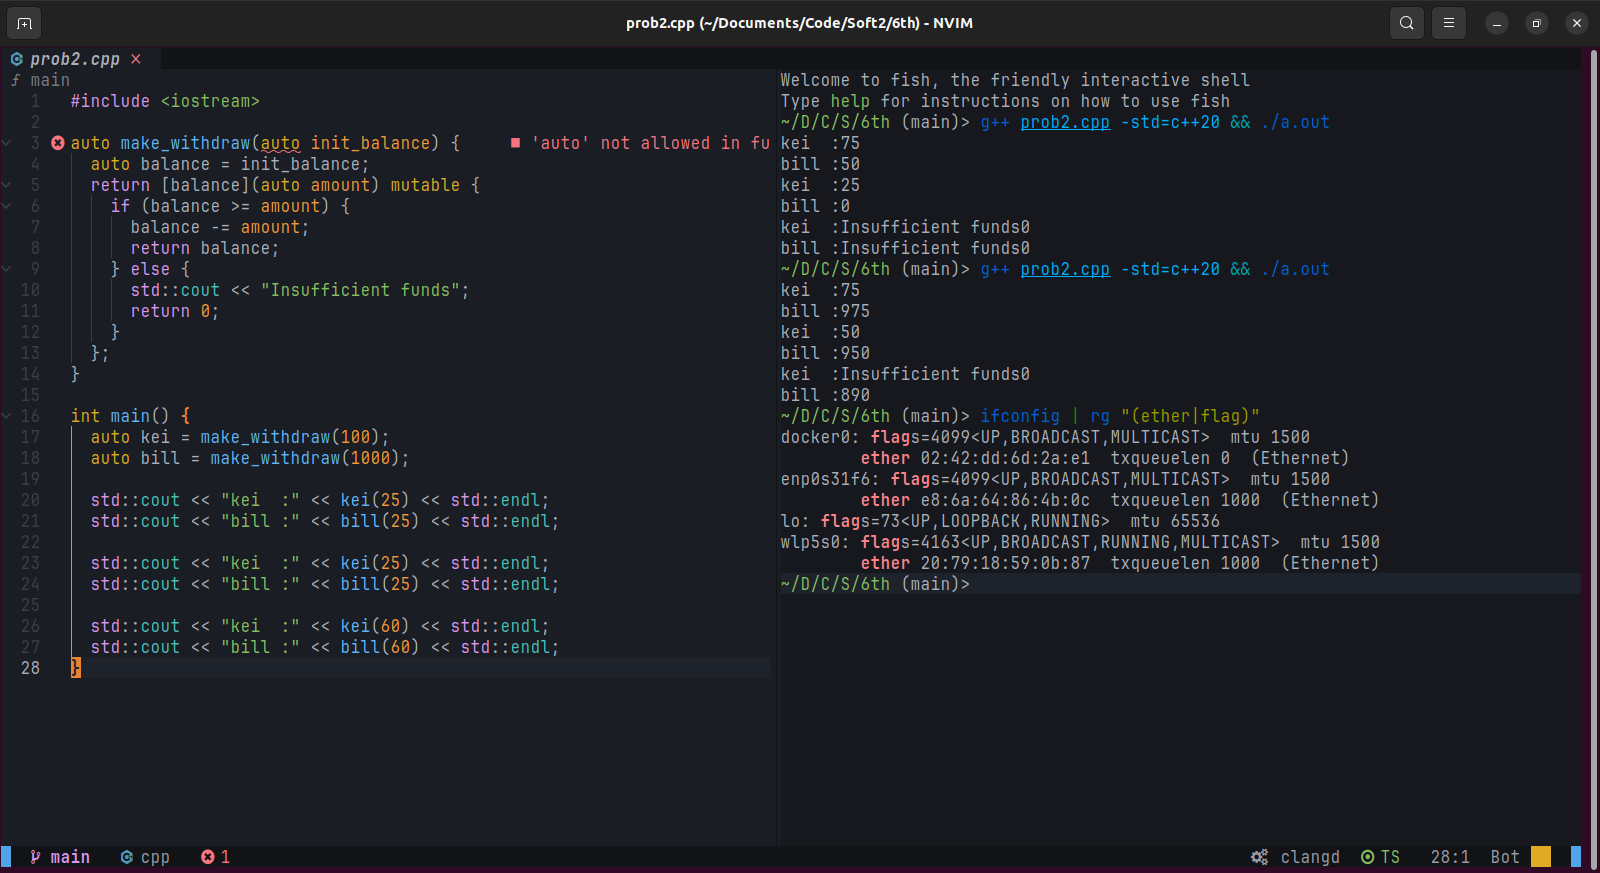 prob2.cpp (~/Documents/Code/Soft2/6th) - NVIM
prob2.cpp ×
ƒ main
1 #include <iostream>
2
3 auto make_withdraw(auto init_balance) { ■ 'auto' not allowed in fu
4 auto balance = init_balance;
5 return [balance](auto amount) mutable {
6 if (balance >= amount) {
7 balance -= amount;
8 return balance;
9 } else {
10 std::cout << "Insufficient funds";
11 return 0;
12 }
13 };
14 }
15
16 int main() {
17 auto kei = make_withdraw(100);
18 auto bill = make_withdraw(1000);
19
20 std::cout << "kei  :" << kei(25) << std::endl;
21 std::cout << "bill :" << bill(25) << std::endl;
22
23 std::cout << "kei  :" << kei(25) << std::endl;
24 std::cout << "bill :" << bill(25) << std::endl;
25
26 std::cout << "kei  :" << kei(60) << std::endl;
27 std::cout << "bill :" << bill(60) << std::endl;
28 }
Welcome to fish, the friendly interactive shell
Type help for instructions on how to use fish
~/D/C/S/6th (main)> g++ prob2.cpp -std=c++20 && ./a.out
kei  :75
bill :50
kei  :25
bill :0
kei  :Insufficient funds0
bill :Insufficient funds0
~/D/C/S/6th (main)> g++ prob2.cpp -std=c++20 && ./a.out
kei  :75
bill :975
kei  :50
bill :950
kei  :Insufficient funds0
bill :890
~/D/C/S/6th (main)> ifconfig | rg "(ether|flag)"
docker0: flags=4099<UP,BROADCAST,MULTICAST>  mtu 1500
ether 02:42:dd:6d:2a:e1  txqueuelen 0  (Ethernet)
enp0s31f6: flags=4099<UP,BROADCAST,MULTICAST>  mtu 1500
ether e8:6a:64:86:4b:0c  txqueuelen 1000  (Ethernet)
lo: flags=73<UP,LOOPBACK,RUNNING>  mtu 65536
wlp5s0: flags=4163<UP,BROADCAST,RUNNING,MULTICAST>  mtu 1500
ether 20:79:18:59:0b:87  txqueuelen 1000  (Ethernet)
~/D/C/S/6th (main)>
main cpp 1 clangd TS 28:1 Bot